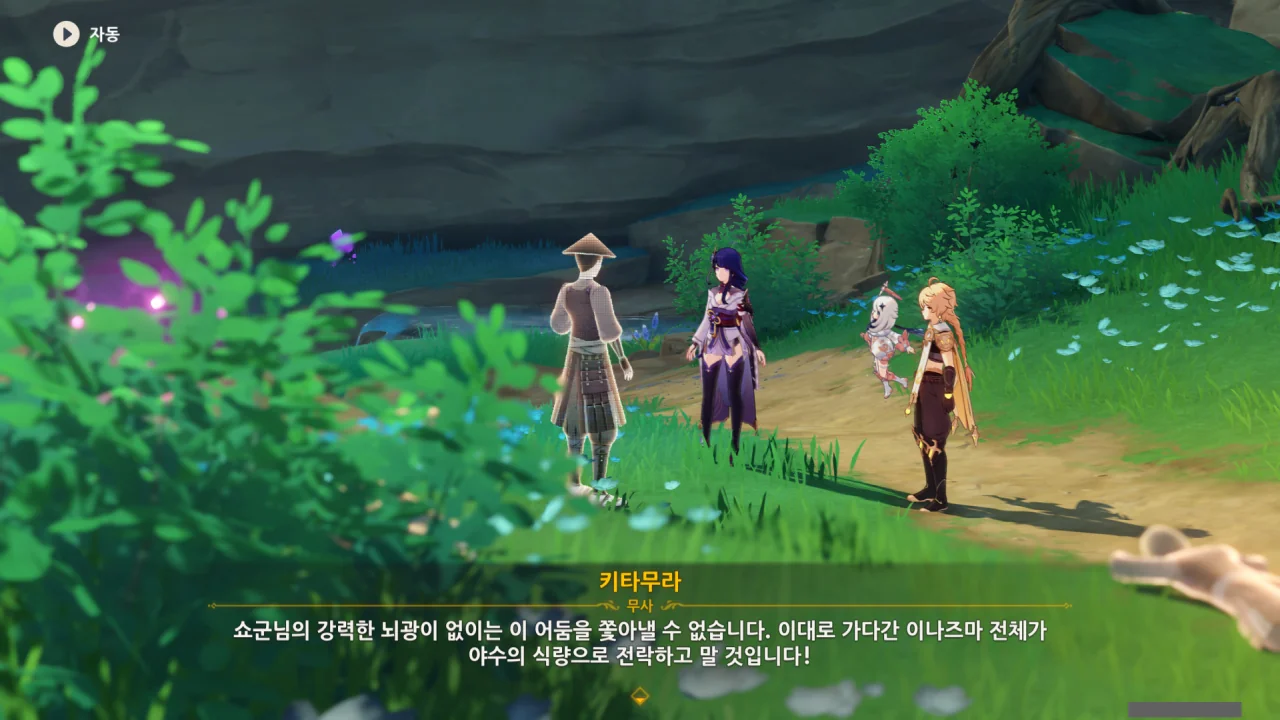 자동
키타무라
무사
쇼군님의 강력한 뇌광이 없이는 이 어둠을 쫓아낼 수 없습니다. 이대로 가다간 이나즈마 전체가
야수의 식량으로 전락하고 말 것입니다!